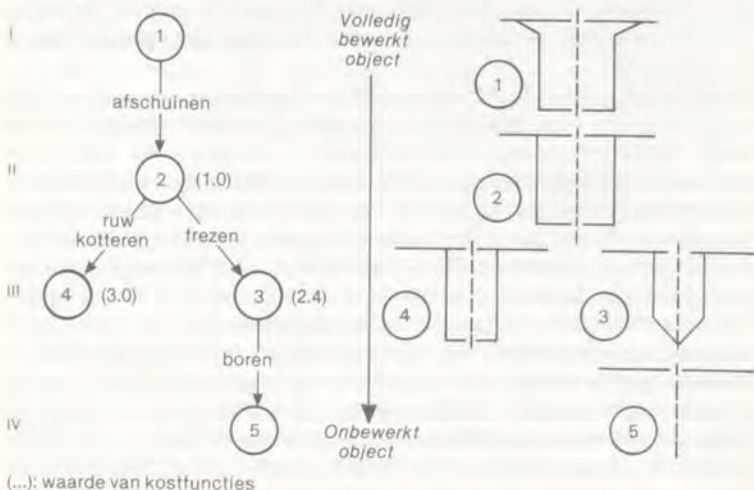 I
1
afschuinen
II
2
(1.0)
ruw
kotteren
frezen
III
4
(3.0)
3
(2.4)
boren
IV
5
Volledig
bewerkt
object
Onbewerkt
object
1
2
4
3
5
(...): waarde van kostfuncties